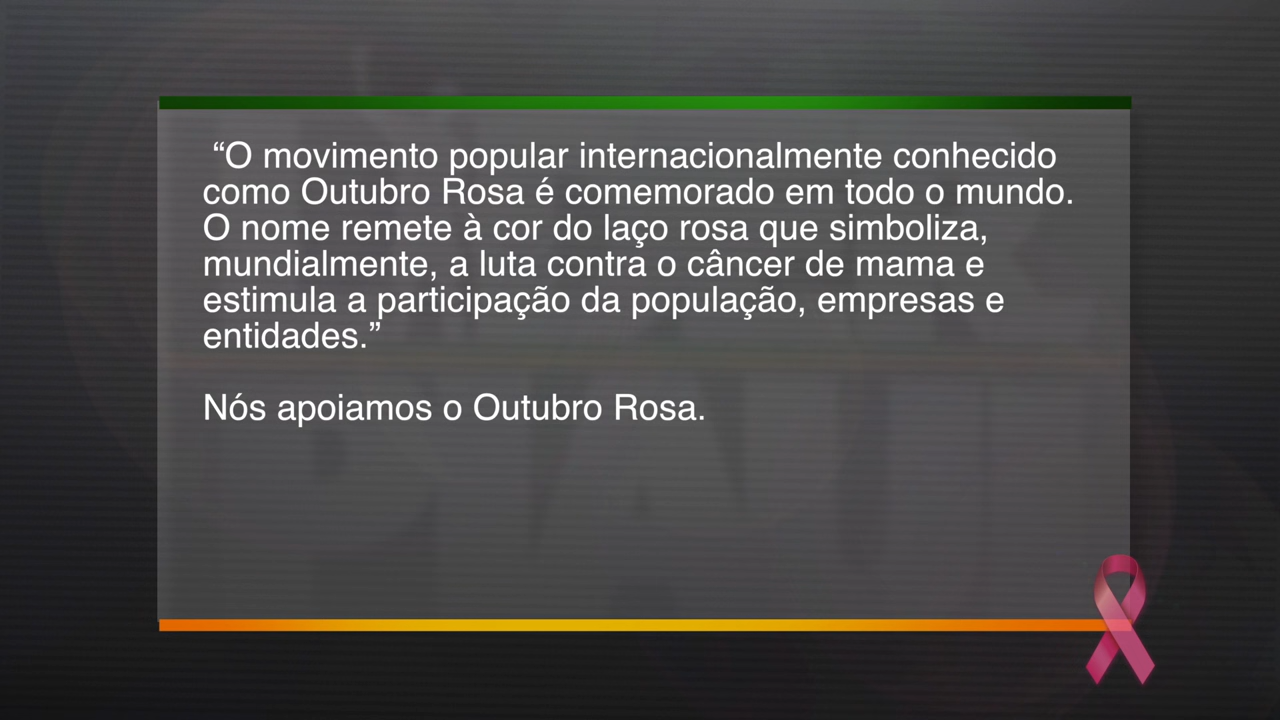 “O movimento popular internacionalmente conhecido
como Outubro Rosa é comemorado em todo o mundo.
O nome remete à cor do laço rosa que simboliza,
mundialmente, a luta contra o câncer de mama e
estimula a participação da população, empresas e
entidades.”
Nós apoiamos o Outubro Rosa.